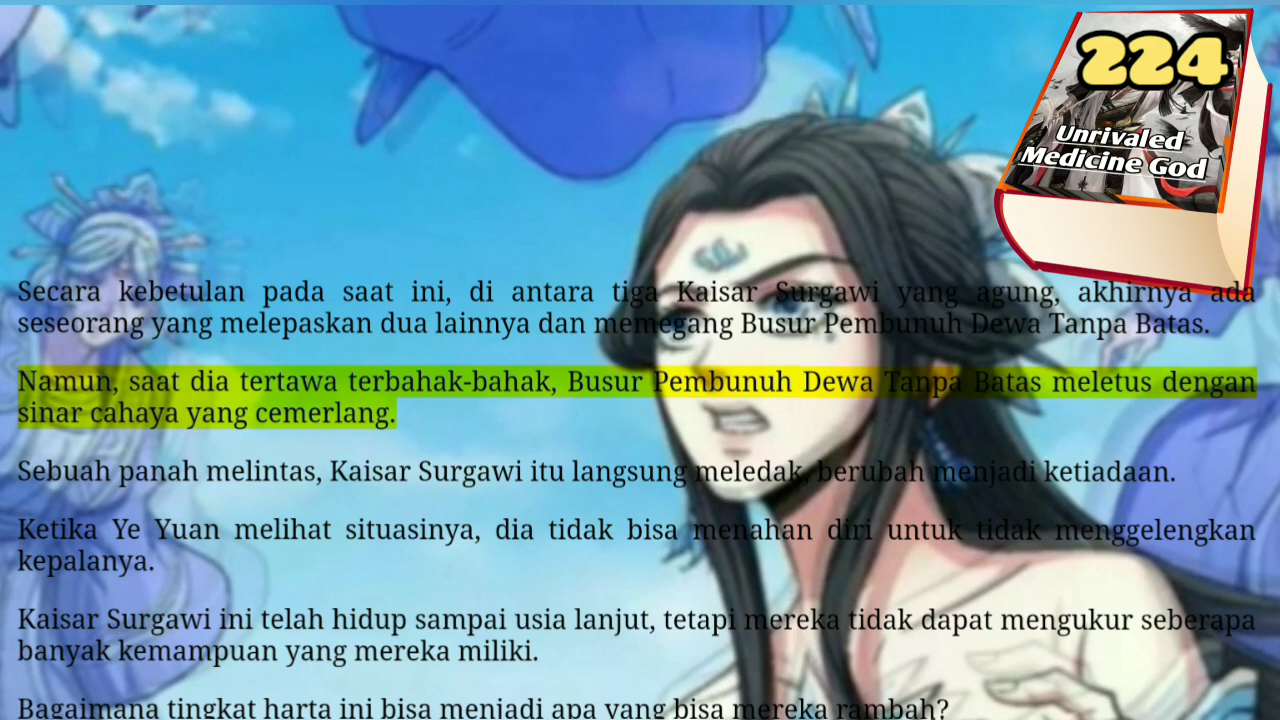 224
Unrivaled
Medicine God
Secara kebetulan pada saat ini, di antara tiga Kaisar Surgawi yang agung, akhirnya ada
seseorang yang melepaskan dua lainnya dan memegang Busur Pembunuh Dewa Tanpa Batas.
Namun, saat dia tertawa terbahak-bahak, Busur Pembunuh Dewa Tanpa Batas meletus dengan
sinar cahaya yang cemerlang.
Sebuah panah melintas, Kaisar Surgawi itu langsung meledak, berubah menjadi ketiadaan.
Ketika Ye Yuan melihat situasinya, dia tidak bisa menahan diri untuk tidak menggelengkan
kepalanya.
Kaisar Surgawi ini telah hidup sampai usia lanjut, tetapi mereka tidak dapat mengukur seberapa
banyak kemampuan yang mereka miliki.
Bagaimana tingkat harta ini bisa menjadi apa yang bisa mereka rambah?